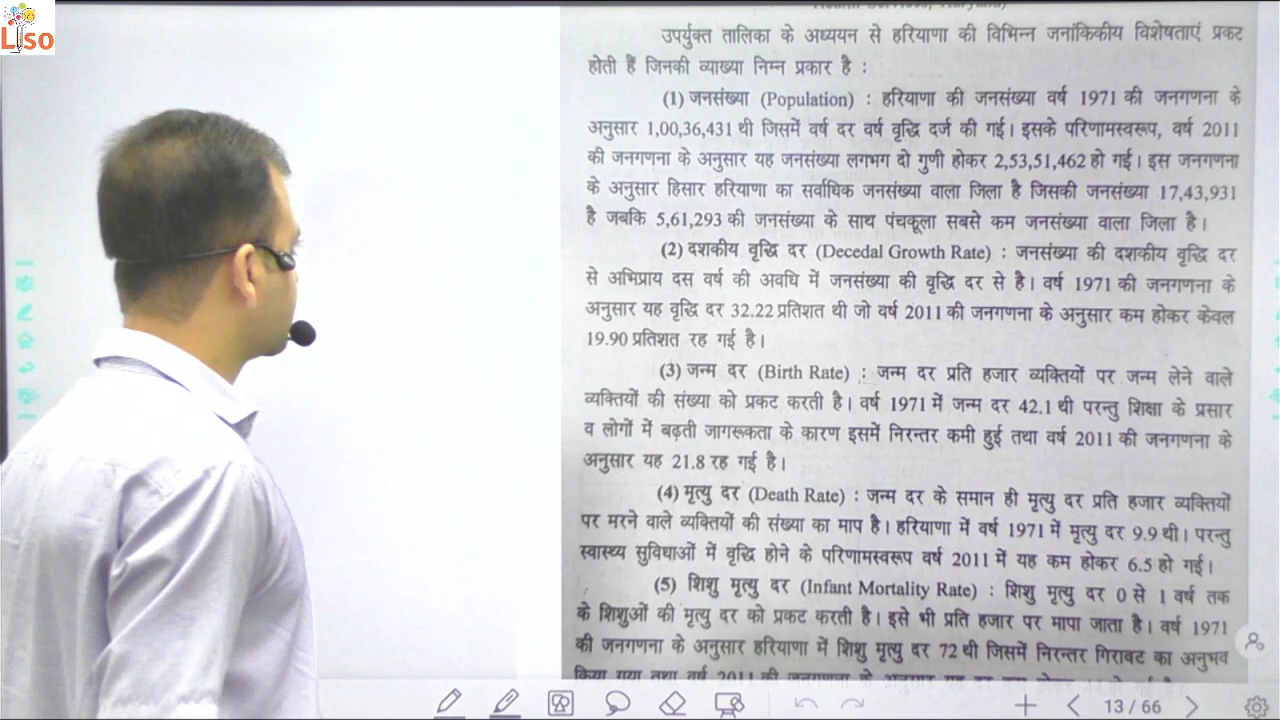 Liso
Health Services, Haryana)
उपर्युक्त तालिका के अध्ययन से हरियाणा की विभिन्न जनांकिकीय विशेषताएं प्रकट
होती हैं जिनकी व्याख्या निम्न प्रकार है :
(1) जनसंख्या (Population) : हरियाणा की जनसंख्या वर्ष 1971 की जनगणना के
अनुसार 1,00,36,431 थी जिसमें वर्ष दर वर्ष वृद्धि दर्ज की गई। इसके परिणामस्वरूप, वर्ष 2011
की जनगणना के अनुसार यह जनसंख्या लगभग दो गुणी होकर 2,53,51,462 हो गई। इस जनगणना
के अनुसार हिसार हरियाणा का सर्वाधिक जनसंख्या वाला जिला है जिसकी जनसंख्या 17,43,931
है जबकि 5,61,293 की जनसंख्या के साथ पंचकूला सबसे कम जनसंख्या वाला जिला है।
(2) दशकीय वृद्धि दर (Decedal Growth Rate) : जनसंख्या की दशकीय वृद्धि दर
से अभिप्राय दस वर्ष की अवधि में जनसंख्या की वृद्धि दर से है। वर्ष 1971 की जनगणना के
अनुसार यह वृद्धि दर 32.22 प्रतिशत थी जो वर्ष 2011 की जनगणना के अनुसार कम होकर केवल
19.90 प्रतिशत रह गई है।
(3) जन्म दर (Birth Rate) : जन्म दर प्रति हजार व्यक्तियों पर जन्म लेने वाले
व्यक्तियों की संख्या को प्रकट करती है। वर्ष 1971 में जन्म दर 42.1 थी परन्तु शिक्षा के प्रसार
व लोगों में बढ़ती जागरूकता के कारण इसमें निरन्तर कमी हुई तथा वर्ष 2011 की जनगणना के
अनुसार यह 21.8 रह गई है।
(4) मृत्यु दर (Death Rate) : जन्म दर के समान ही मृत्यु दर प्रति हजार व्यक्तियों
पर मरने वाले व्यक्तियों की संख्या का माप है। हरियाणा में वर्ष 1971 में मृत्यु दर 9.9 थी। परन्तु
स्वास्थ्य सुविधाओं में वृद्धि होने के परिणामस्वरूप वर्ष 2011 में यह कम होकर 6.5 हो गई।
(5) शिशु मृत्यु दर (Infant Mortality Rate) : शिशु मृत्यु दर 0 से 1 वर्ष तक
के शिशुओं की मृत्यु दर को प्रकट करती है। इसे भी प्रति हजार पर मापा जाता है। वर्ष 1971
की जनगणना के अनुसार हरियाणा में शिशु मृत्यु दर 72 थी जिसमें निरन्तर गिरावट का अनुभव
किया गया तथा वर्ष 2011 की जनगणना के अनुसार यह दर
13 / 66